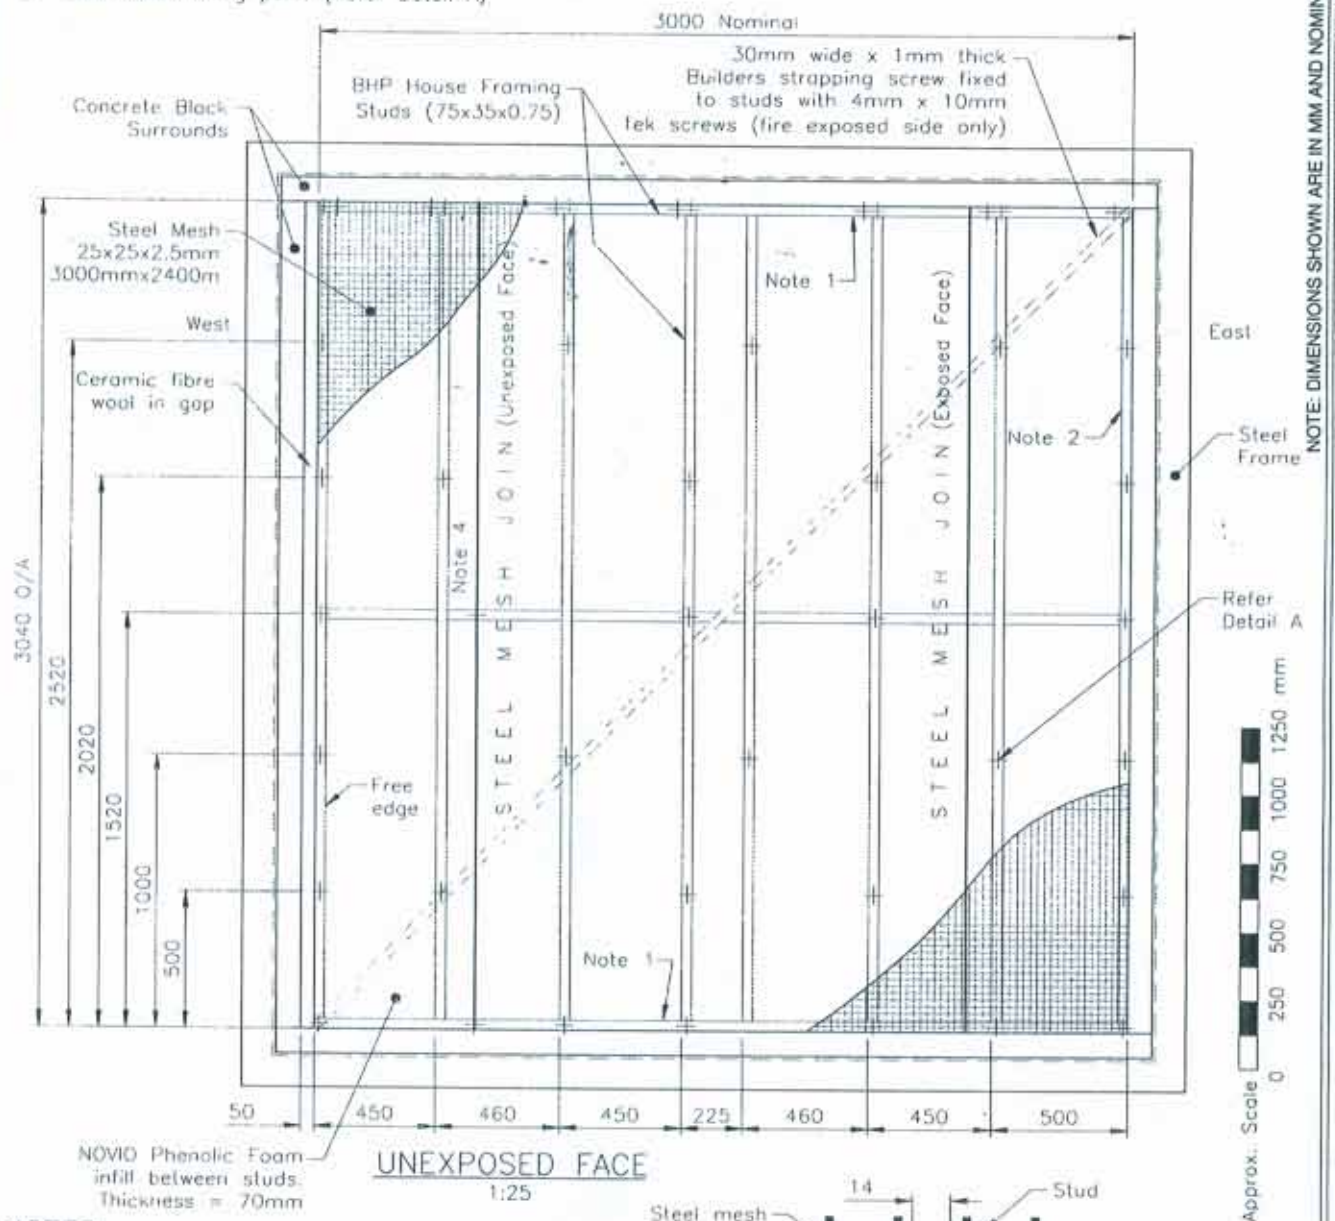 3000 Nominal
30mm wide x 1mm thick
Builders strapping screw fixed
to studs with 4mm x 10mm
tek screws (fire exposed side only)
BHP House Framing
Studs (75x35x0.75)
Concrete Block
Surrounds
Steel Mesh
25x25x2.5mm
3000mmx2400m
West
Ceramic fibre
wool in gap
Note 1
East
Note 2
Steel
Frame
STEEL MESH JOIN (Unexposed Face)
STEEL MESH JOIN (Exposed Face)
Note 4
Refer
Detail A
Free
edge
Note 1
3040 O/A
2520
2020
1520
1000
500
50
450
460
450
225
460
450
500
NOVIO Phenolic Foam
infill between studs.
Thickness = 70mm
UNEXPOSED FACE
1:25
14
Stud
Steel mesh
Approx. Scale
0 250 500 750 1000 1250 mm
NOTE: DIMENSIONS SHOWN ARE IN MM AND NOMIN